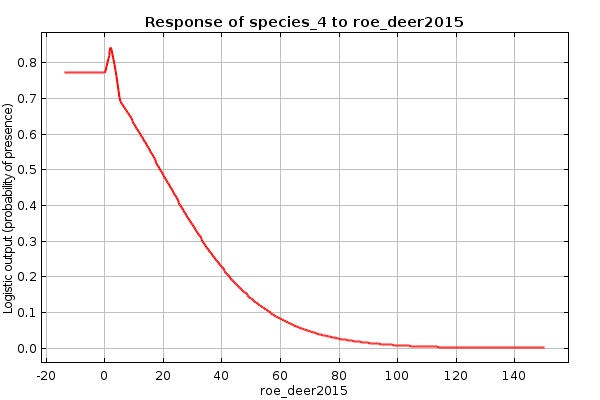 Response of species_4 to roe_deer2015
Logistic output (probability of presence)
0.8
0.7
0.6
0.5
0.4
0.3
0.2
0.1
0.0
-20 0 20 40 60 80 100 120 140
roe_deer2015